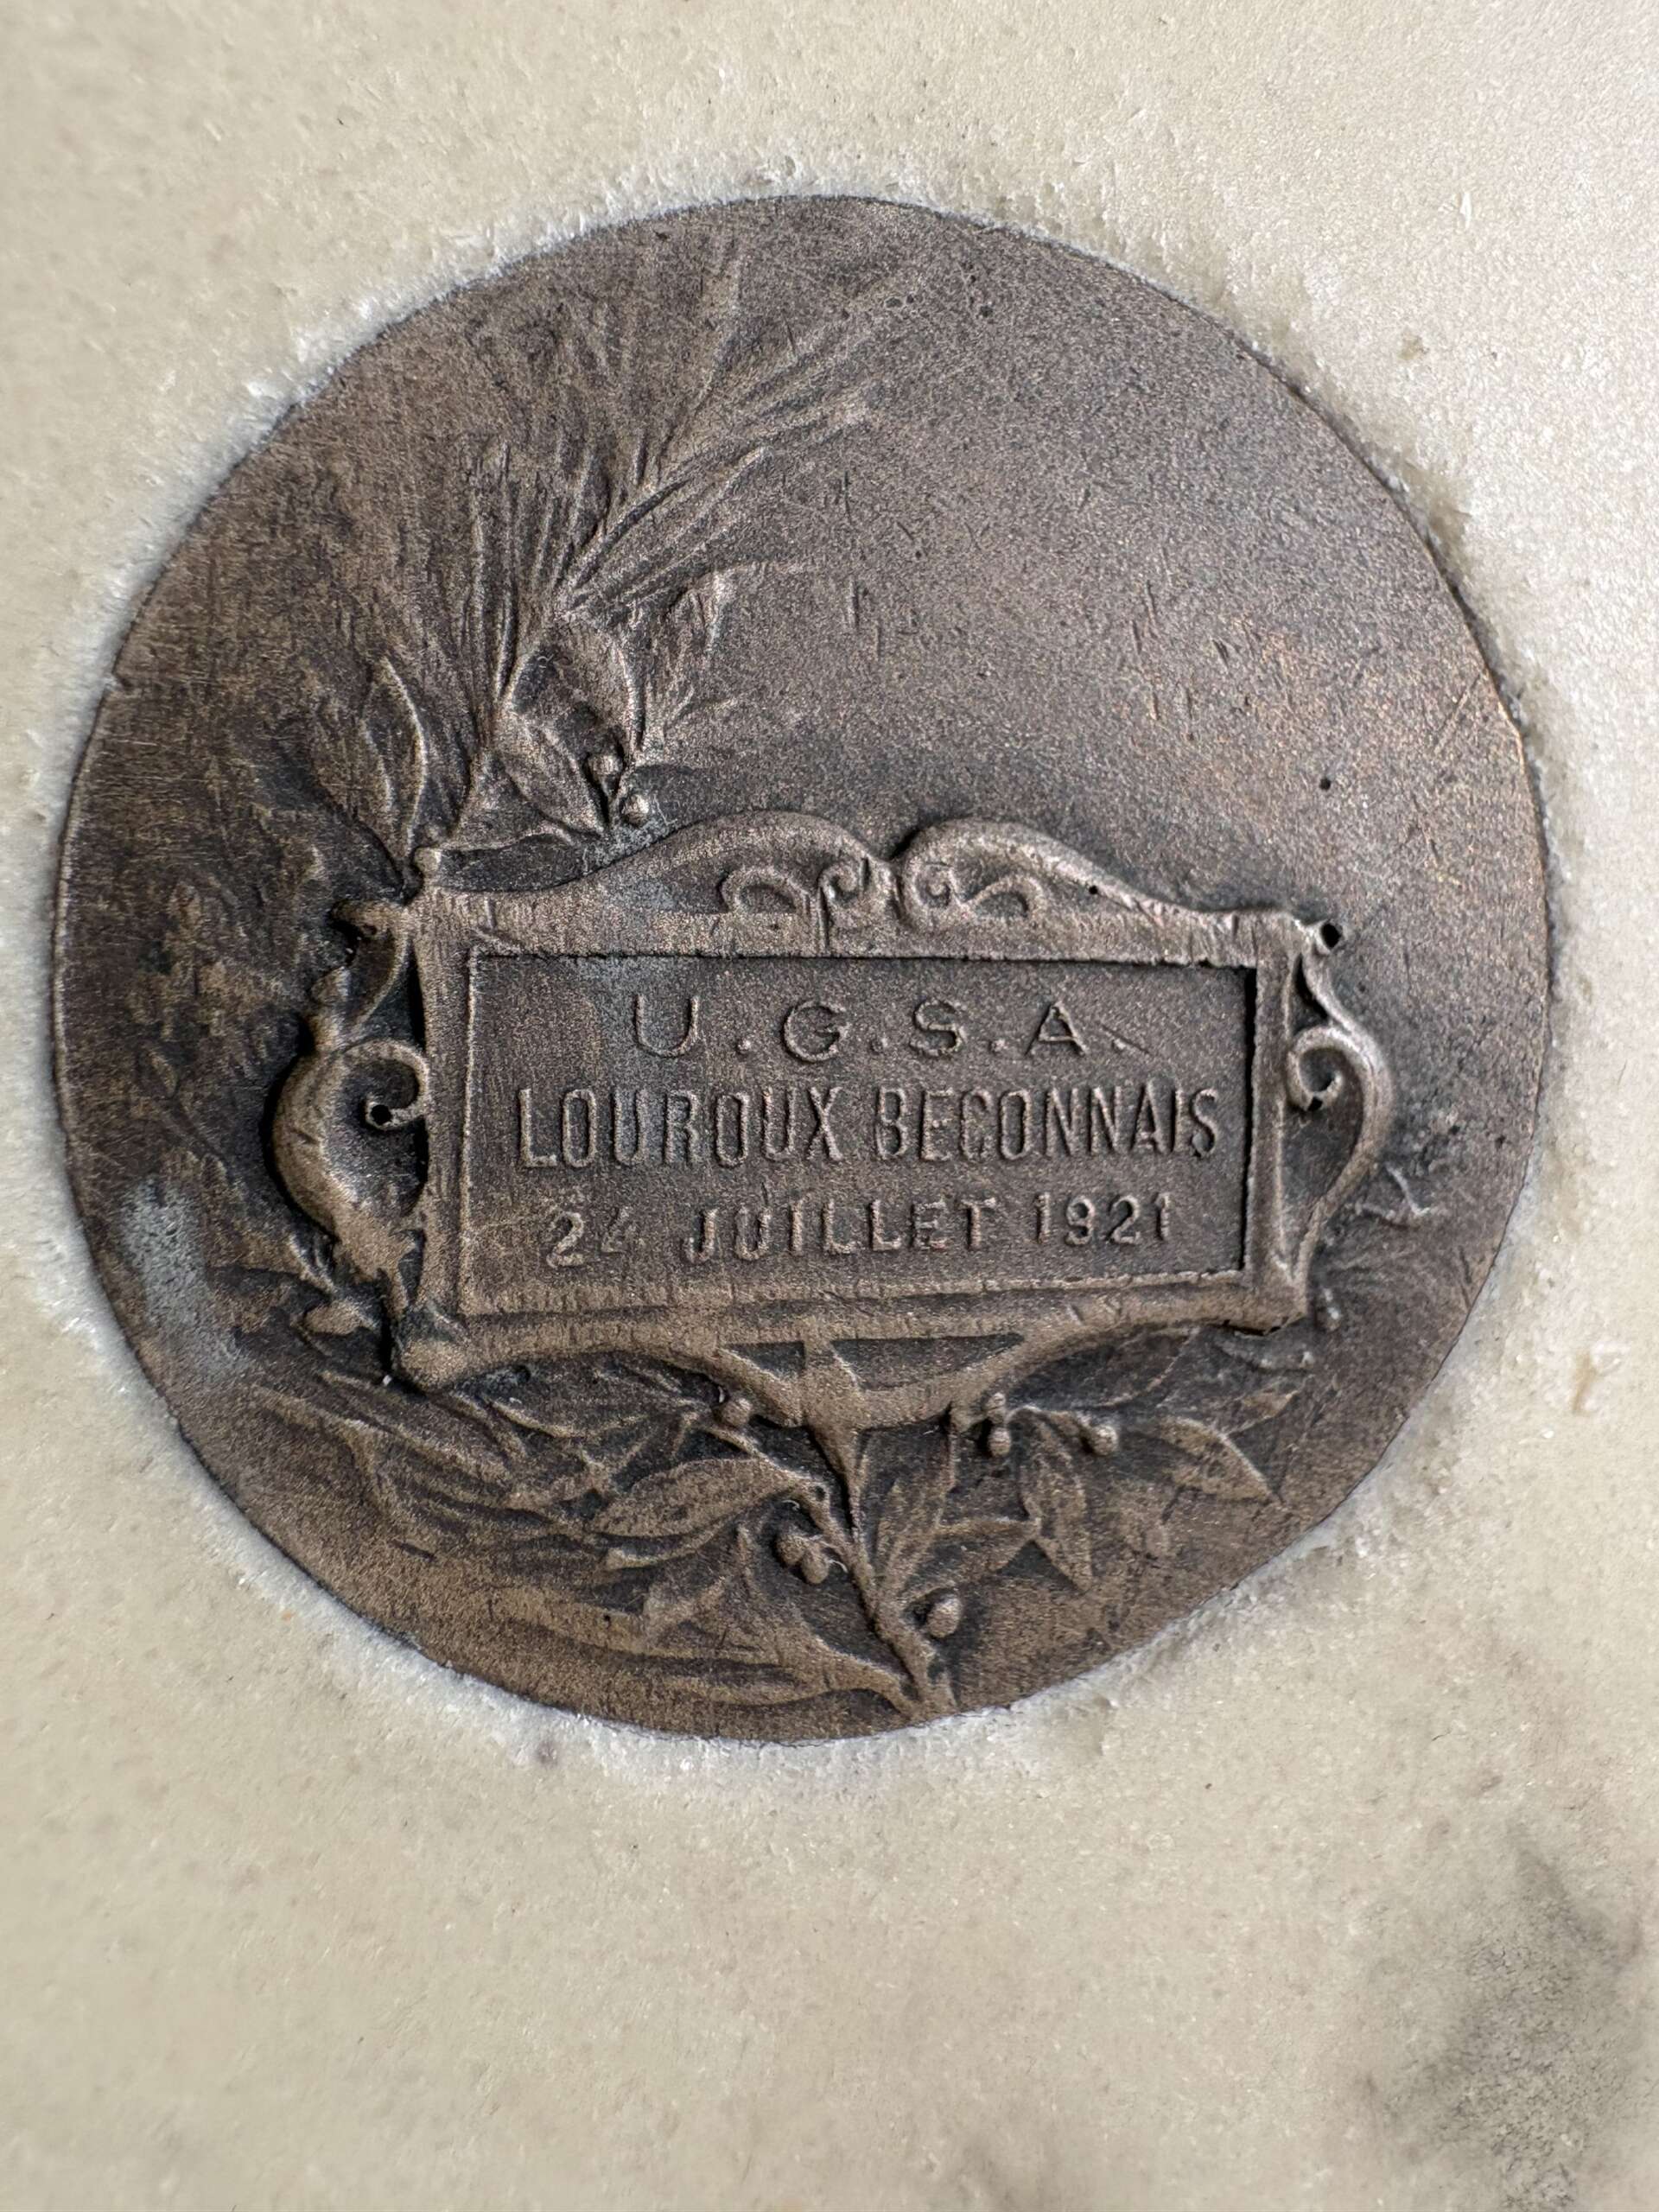 U.G.S.A.
LOUROUX BECONNAIS
24 JUILLET 1921